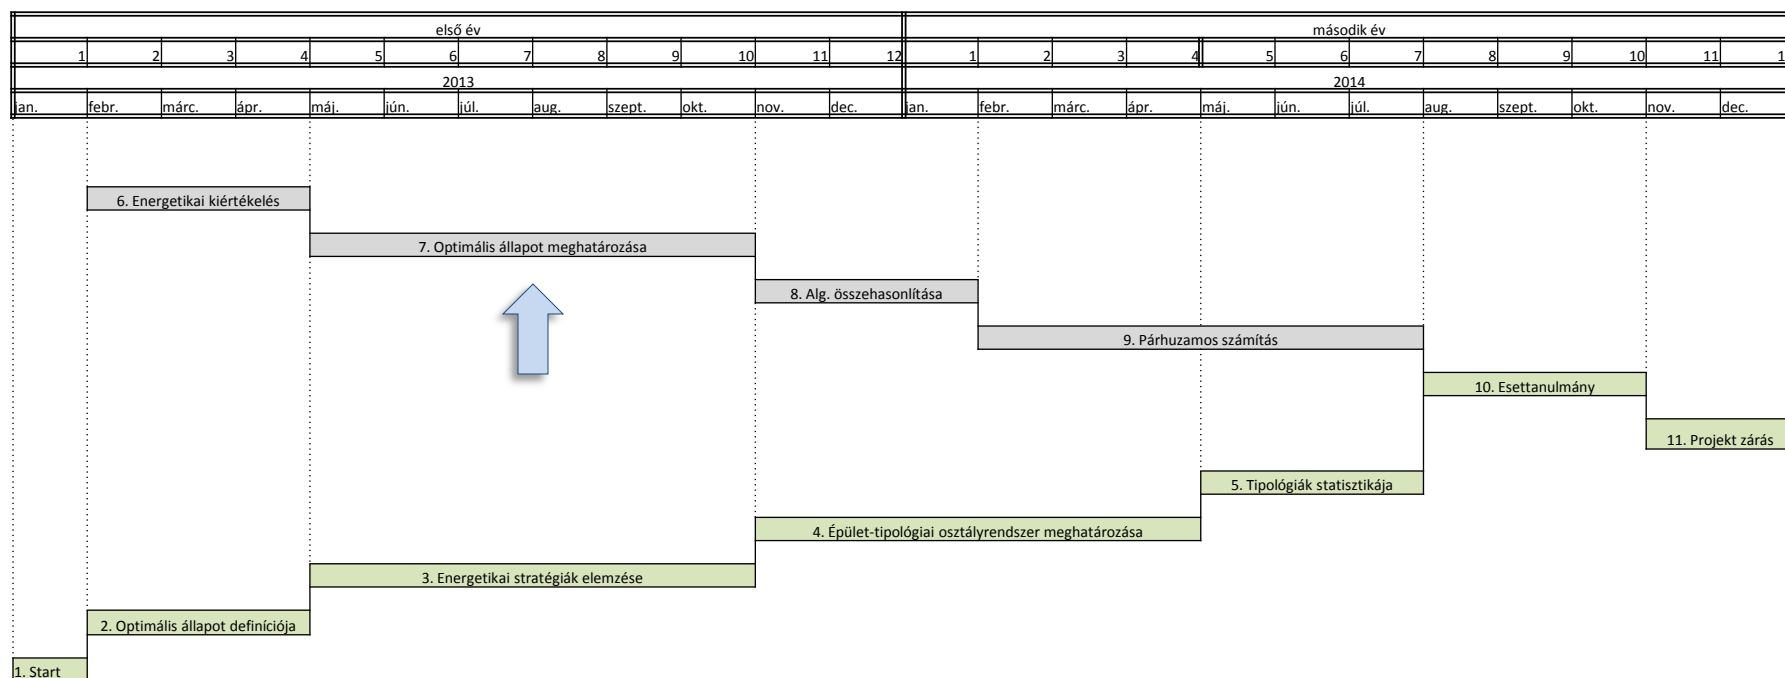 első év második év
1 2 3 4 5 6 7 8 9 10 11 12 1 2 3 4 5 6 7 8 9 10 11
2013 2014
jan. febr. márc. ápr. máj. jún. júl. aug. szept. okt. nov. dec. jan. febr. márc. ápr. máj. jún. júl. aug. szept. okt. nov. dec.
6. Energetikai kiértékelés
7. Optimális állapot meghatározása
8. Alg. összehasonlítása
9. Párhuzamos számítás
10. Esettanulmány
11. Projekt zárás
5. Tipológiák statisztikája
4. Épület-tipológiai osztályrendszer meghatározása
3. Energetikai stratégiák elemzése
2. Optimális állapot definíciója
1. Start